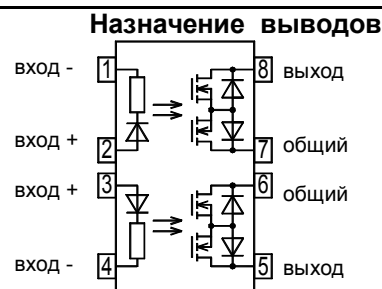 Назначение выводов
вход - 1 8 выход
вход + 2 7 общий
вход + 3 6 общий
вход - 4 5 выход